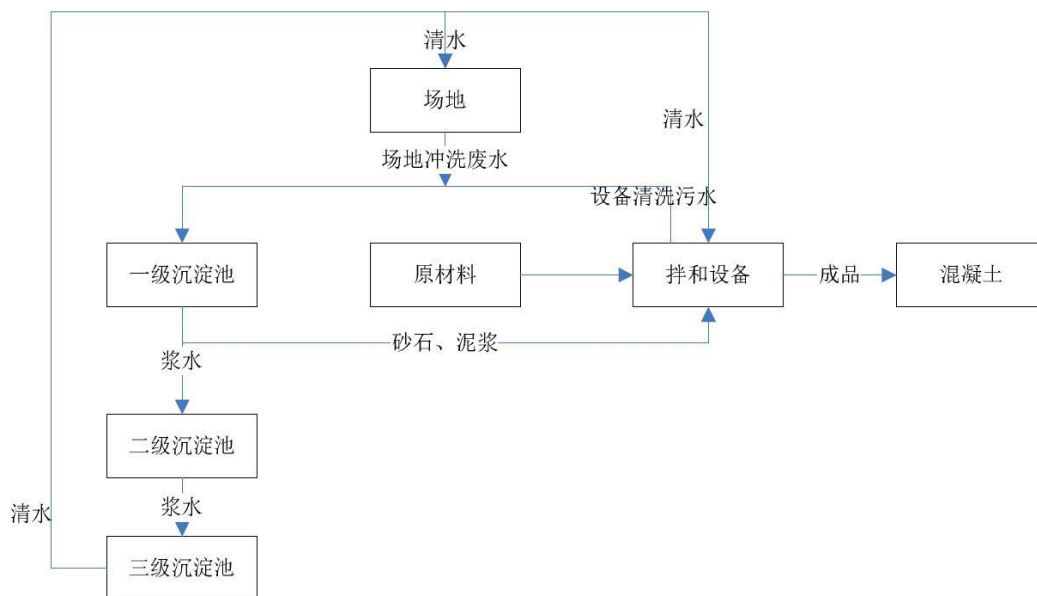 清水
场地
清水
场地冲洗废水
设备清洗污水
一级沉淀池
原材料
拌和设备
成品
混凝土
砂石、泥浆
浆水
二级沉淀池
浆水
清水
三级沉淀池